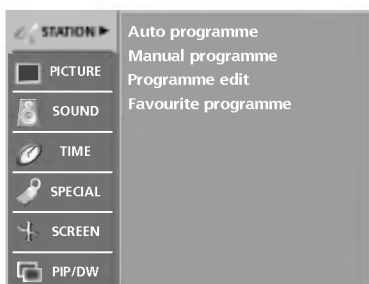 STATION
PICTURE
SOUND
TIME
SPECIAL
SCREEN
PIP/DW
Auto programme
Manual programme
Programme edit
Favourite programme